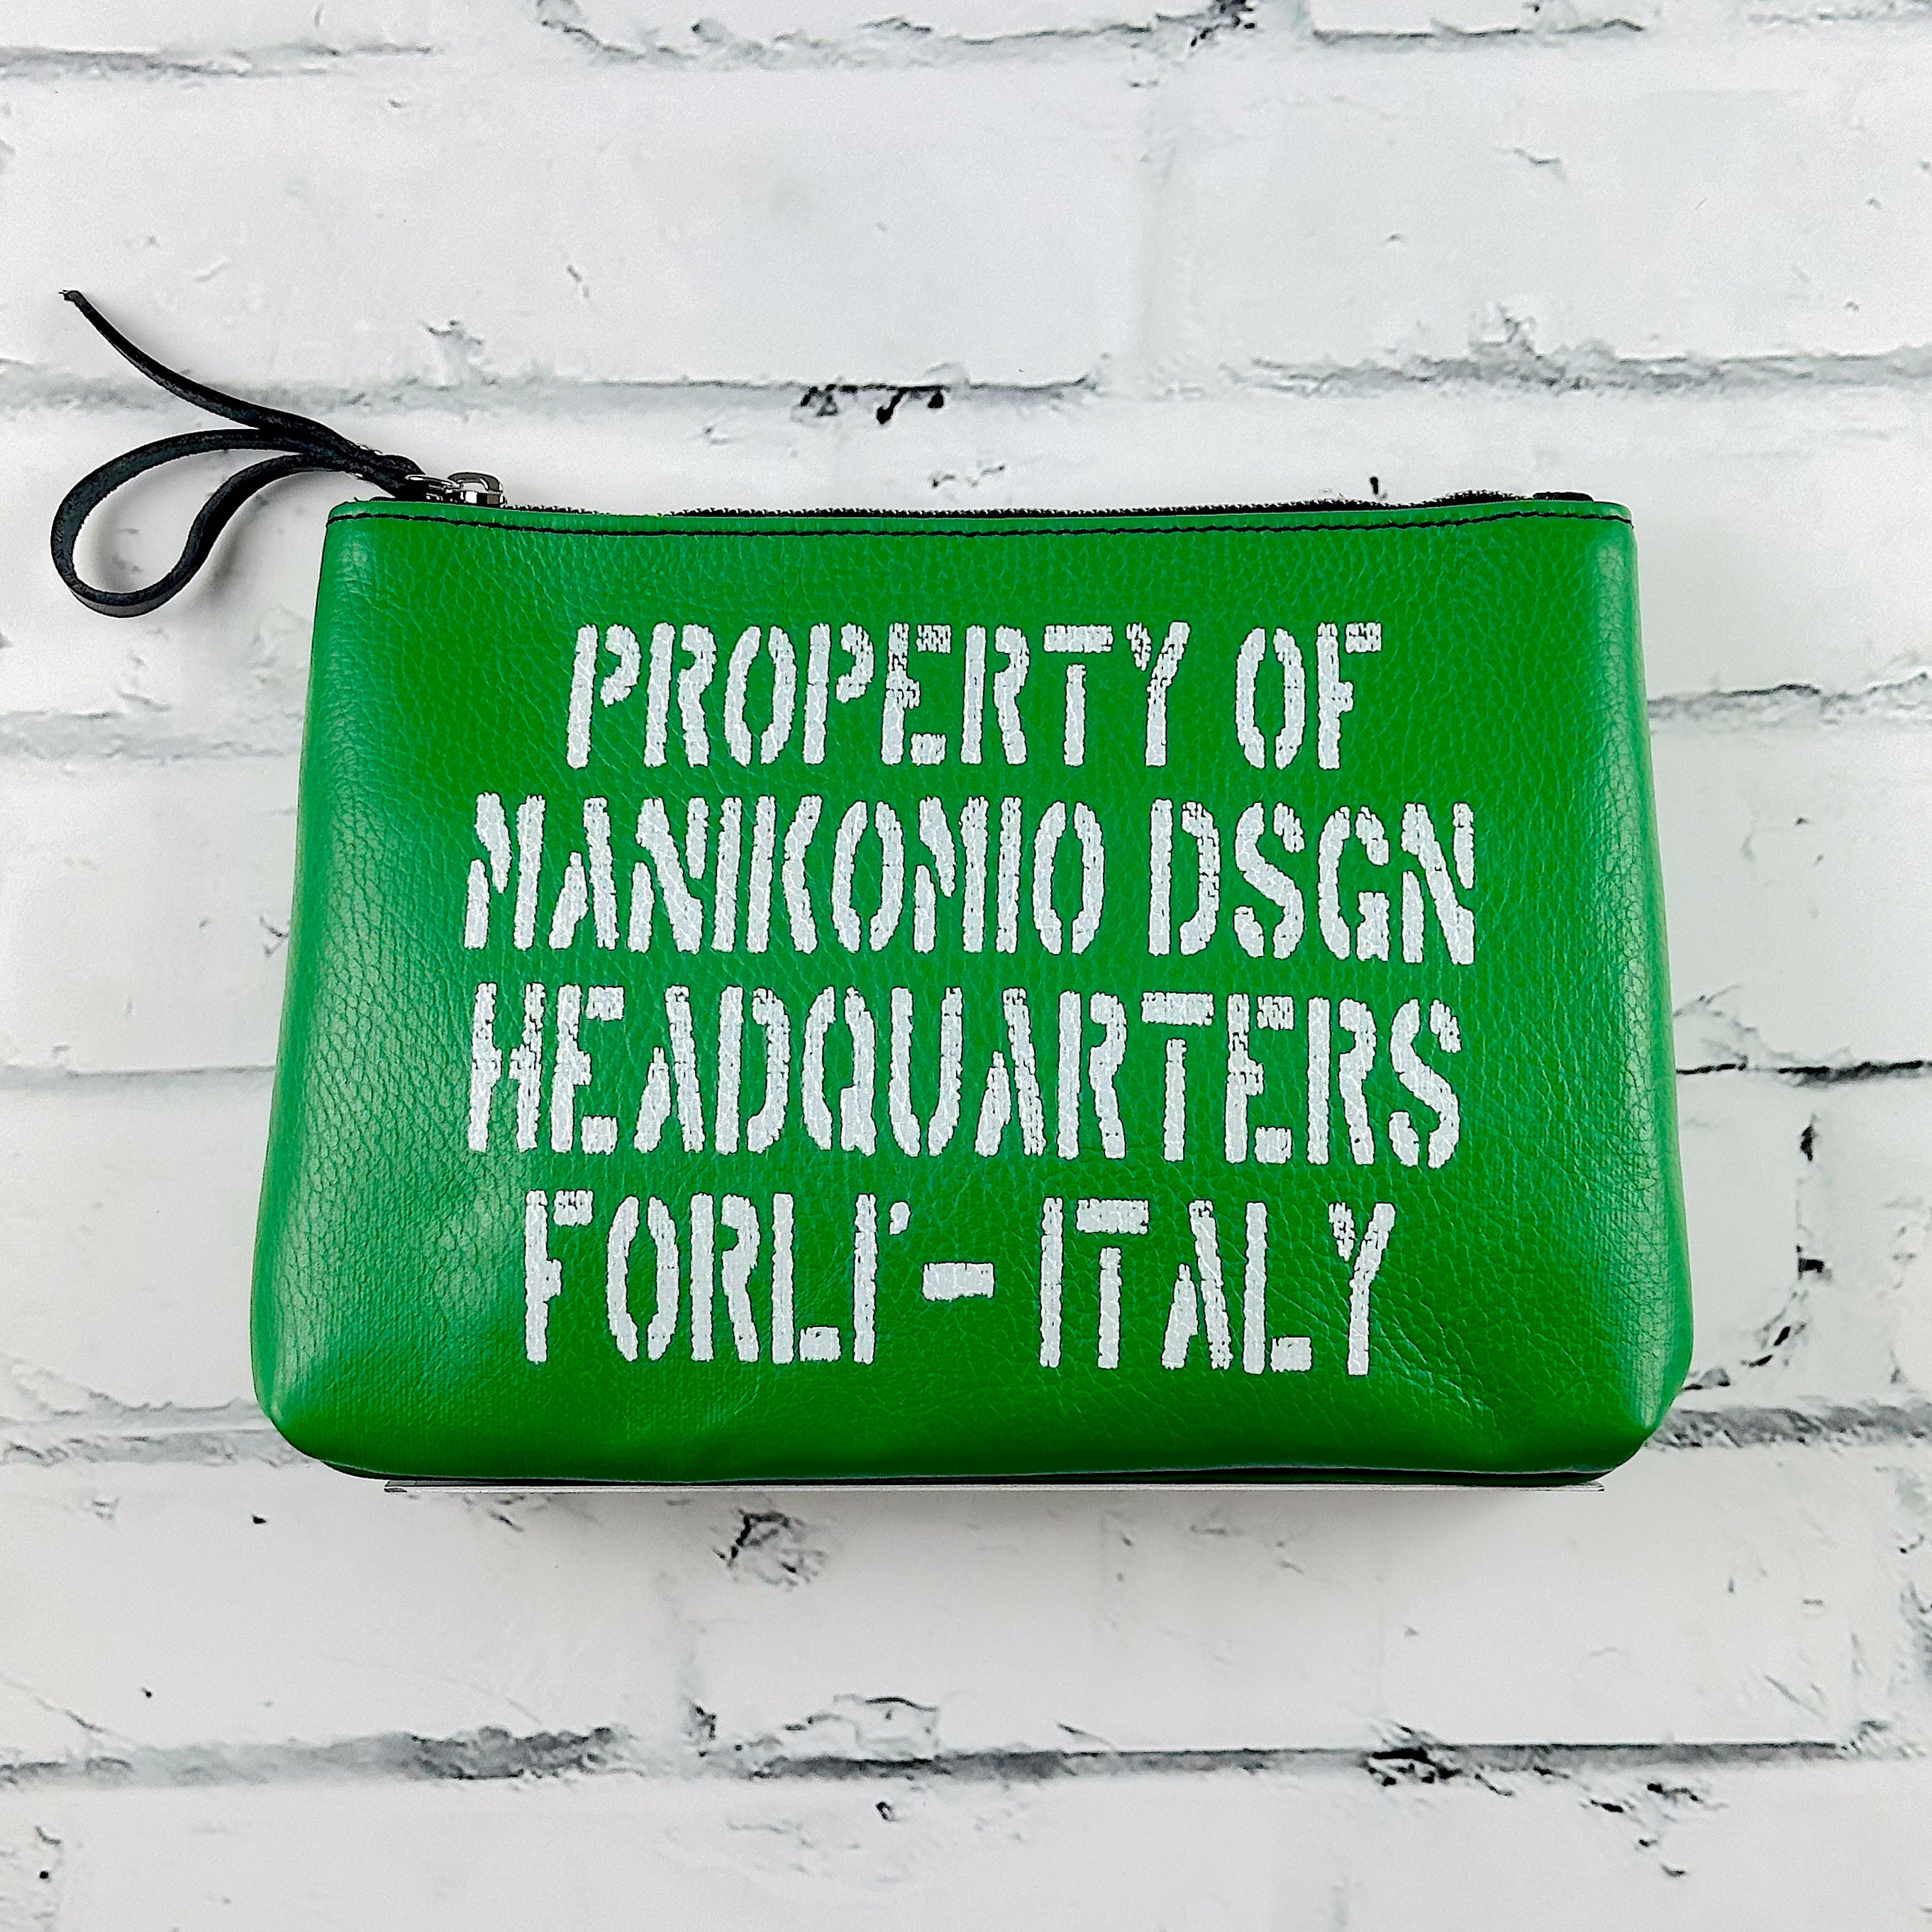 PROPERTY OF
MANIKOMIO DSGN
HEADQUARTERS
FORLI' - ITALY